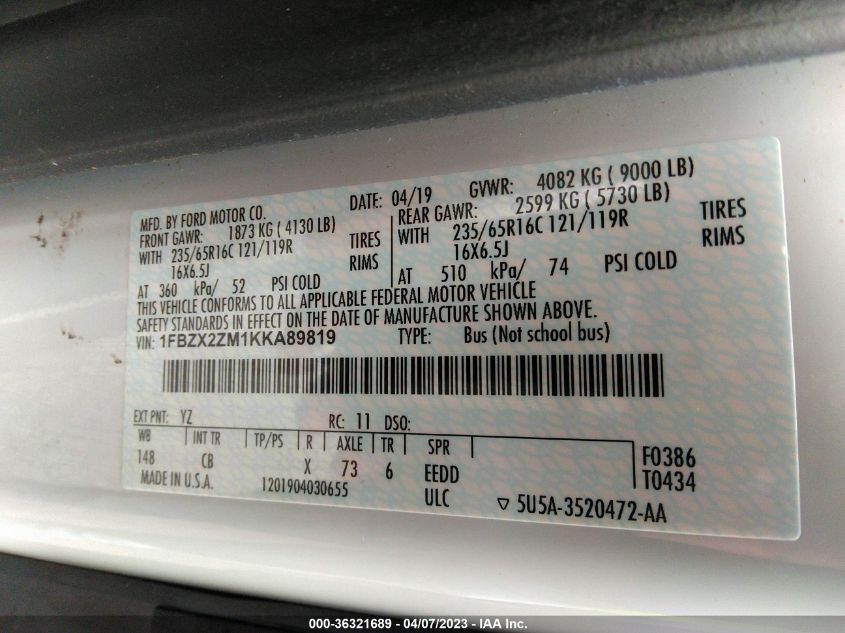 MFD. BY FORD MOTOR CO. DATE: 04/19 GVWR: 4082 KG ( 9000 LB)
FRONT GAWR: 1873 KG ( 4130 LB) REAR GAWR: 2599 KG ( 5730 LB)
WITH 235/65R16C 121/119R TIRES WITH 235/65R16C 121/119R TIRES
16X6.5J RIMS 16X6.5J RIMS
AT 360 kPa/ 52 PSI COLD AT 510 kPa/ 74 PSI COLD
THIS VEHICLE CONFORMS TO ALL APPLICABLE FEDERAL MOTOR VEHICLE
SAFETY STANDARDS IN EFFECT ON THE DATE OF MANUFACTURE SHOWN ABOVE.
VIN: 1FBZX2ZM1KKA89819 TYPE: Bus (Not school bus)
EXT PNT: YZ RC: 11 DSO:
WB INT TR TP/PS R AXLE TR SPR
148 CB X 73 6 EEDD F0386
ULC T0434
MADE IN U.S.A. 1201904030655 ▽ 5U5A-3520472-AA
000-36321689 - 04/07/2023 - IAA Inc.